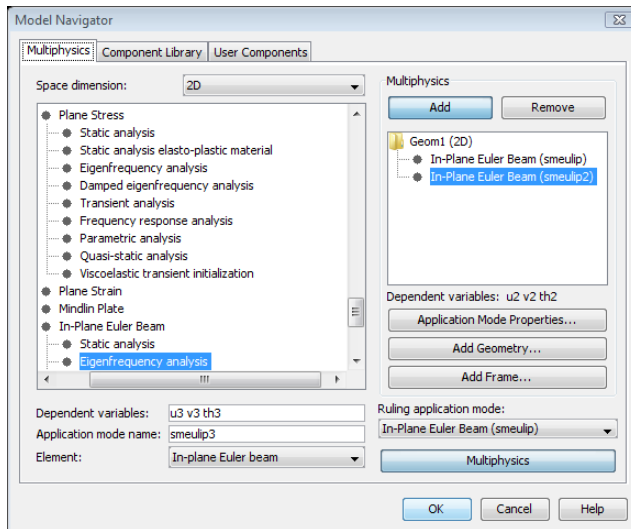 Model Navigator
Multiphysics Component Library User Components
Space dimension: 2D
Plane Stress
Static analysis
Static analysis elasto-plastic material
Eigenfrequency analysis
Damped eigenfrequency analysis
Transient analysis
Frequency response analysis
Parametric analysis
Quasi-static analysis
Viscoelastic transient initialization
Plane Strain
Mindlin Plate
In-Plane Euler Beam
Static analysis
Eigenfrequency analysis
Dependent variables: u3 v3 th3
Application mode name: smeulip3
Element: In-plane Euler beam
Multiphysics
Add Remove
Geom1 (2D)
In-Plane Euler Beam (smeulip)
In-Plane Euler Beam (smeulip2)
Dependent variables: u2 v2 th2
Application Mode Properties...
Add Geometry...
Add Frame...
Ruling application mode:
In-Plane Euler Beam (smeulip)
Multiphysics
OK Cancel Help